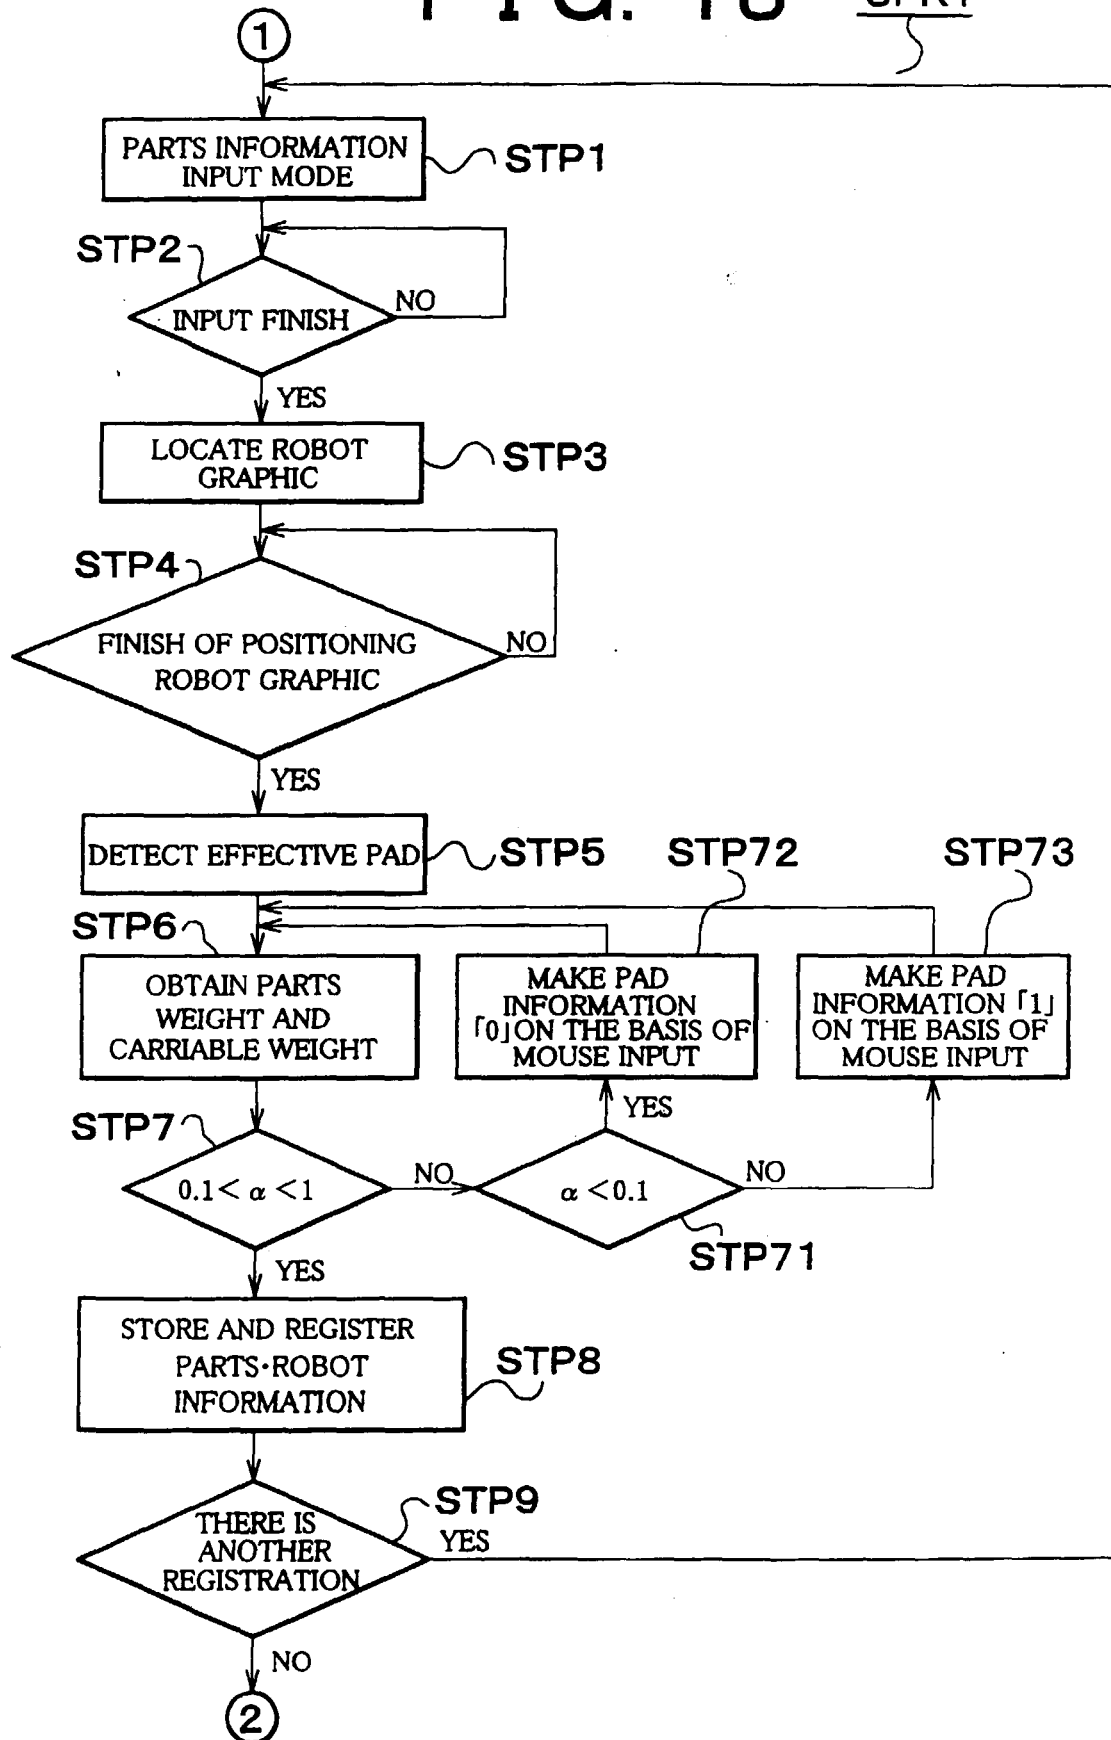 1
PARTS INFORMATION
INPUT MODE
STP1
STP2
INPUT FINISH
NO
YES
LOCATE ROBOT
GRAPHIC
STP3
STP4
FINISH OF POSITIONING
ROBOT GRAPHIC
NO
YES
DETECT EFFECTIVE PAD
STP5
STP72
STP73
STP6
OBTAIN PARTS
WEIGHT AND
CARRIABLE WEIGHT
MAKE PAD
INFORMATION
「0」ON THE BASIS OF
MOUSE INPUT
MAKE PAD
INFORMATION「1」
ON THE BASIS OF
MOUSE INPUT
STP7
0.1< α <1
NO
α <0.1
YES
NO
STP71
YES
STORE AND REGISTER
PARTS·ROBOT
INFORMATION
STP8
STP9
THERE IS
ANOTHER
REGISTRATION
YES
NO
2